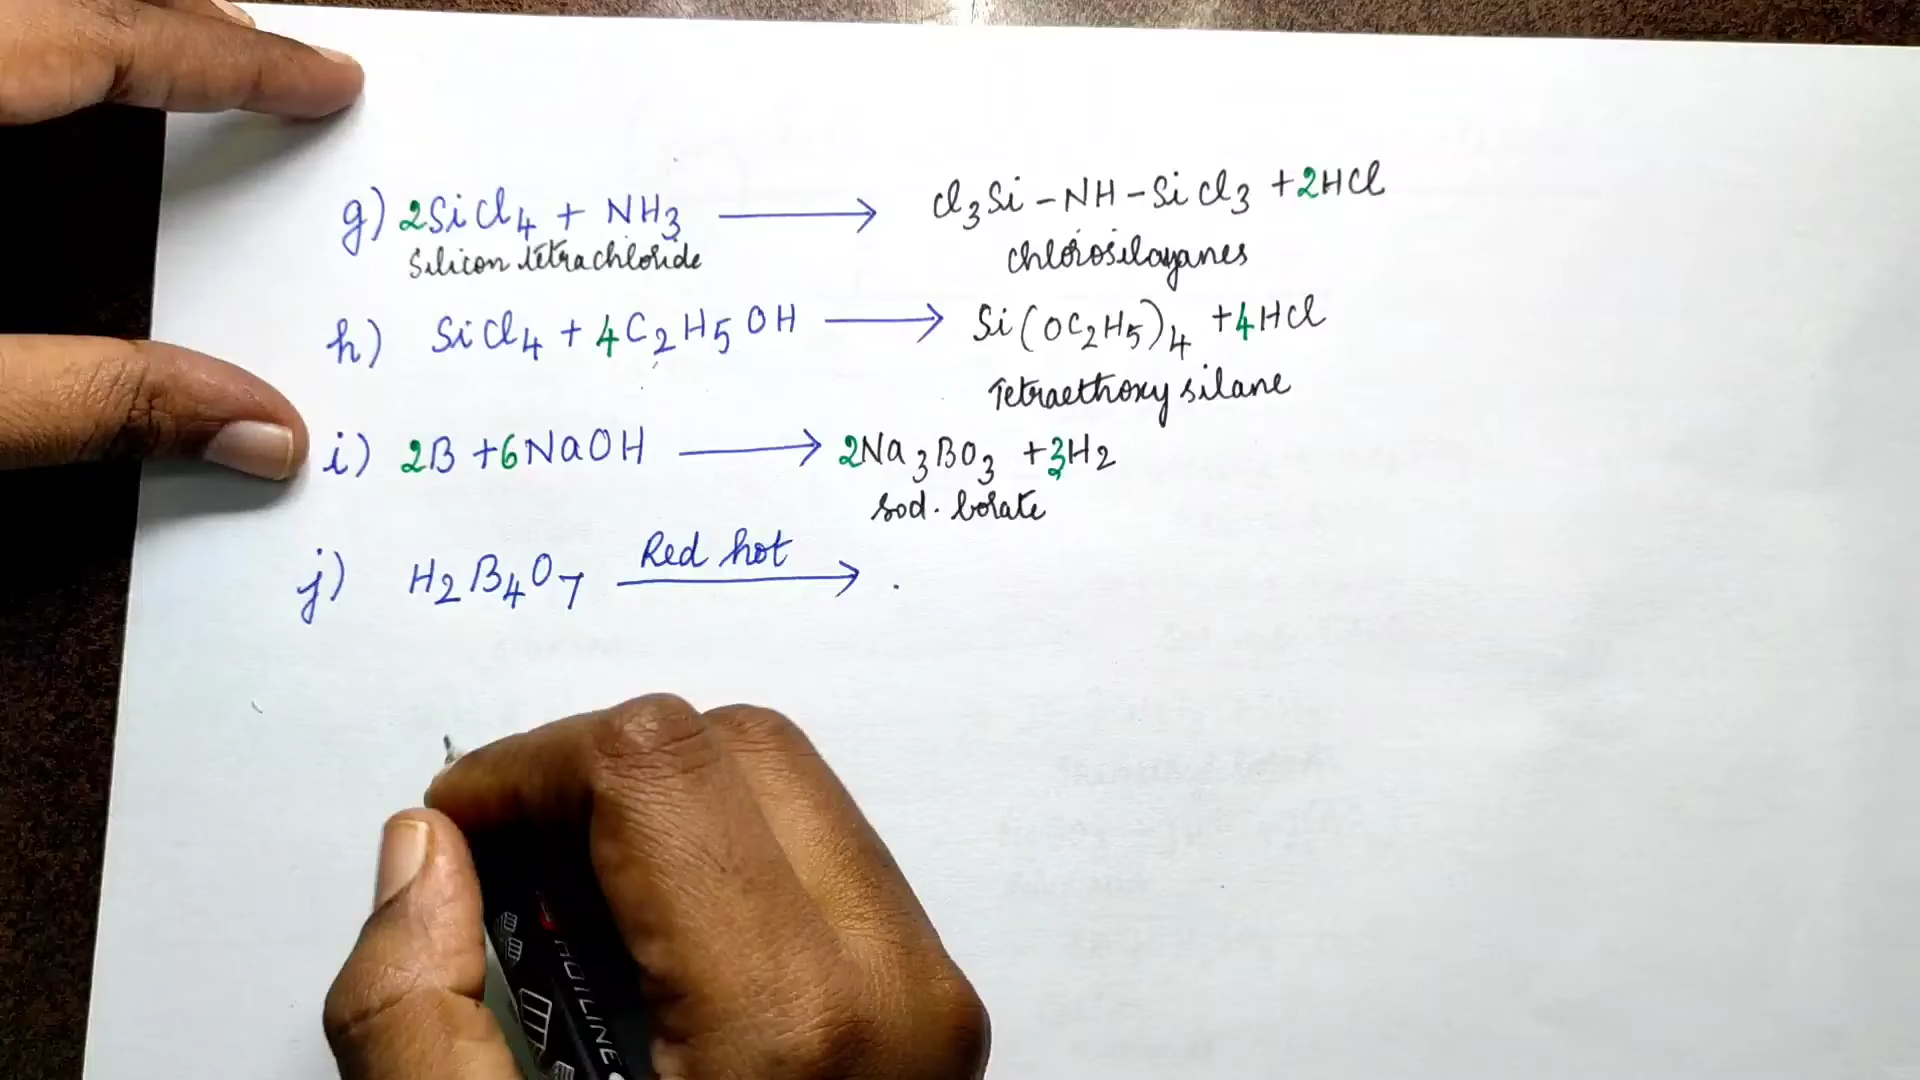 g) 2SiCl4 + NH3 ⟶ Cl3Si – NH – SiCl3 + 2HCl
Silicon tetrachloride chlorosilazanes
h) SiCl4 + 4C2H5OH ⟶ Si(OC2H5)4 + 4HCl
Tetraethoxy silane
i) 2B + 6NaOH ⟶ 2Na3BO3 + 3H2
sod. borate
Red hot
j) H2B4O7 ⟶ .